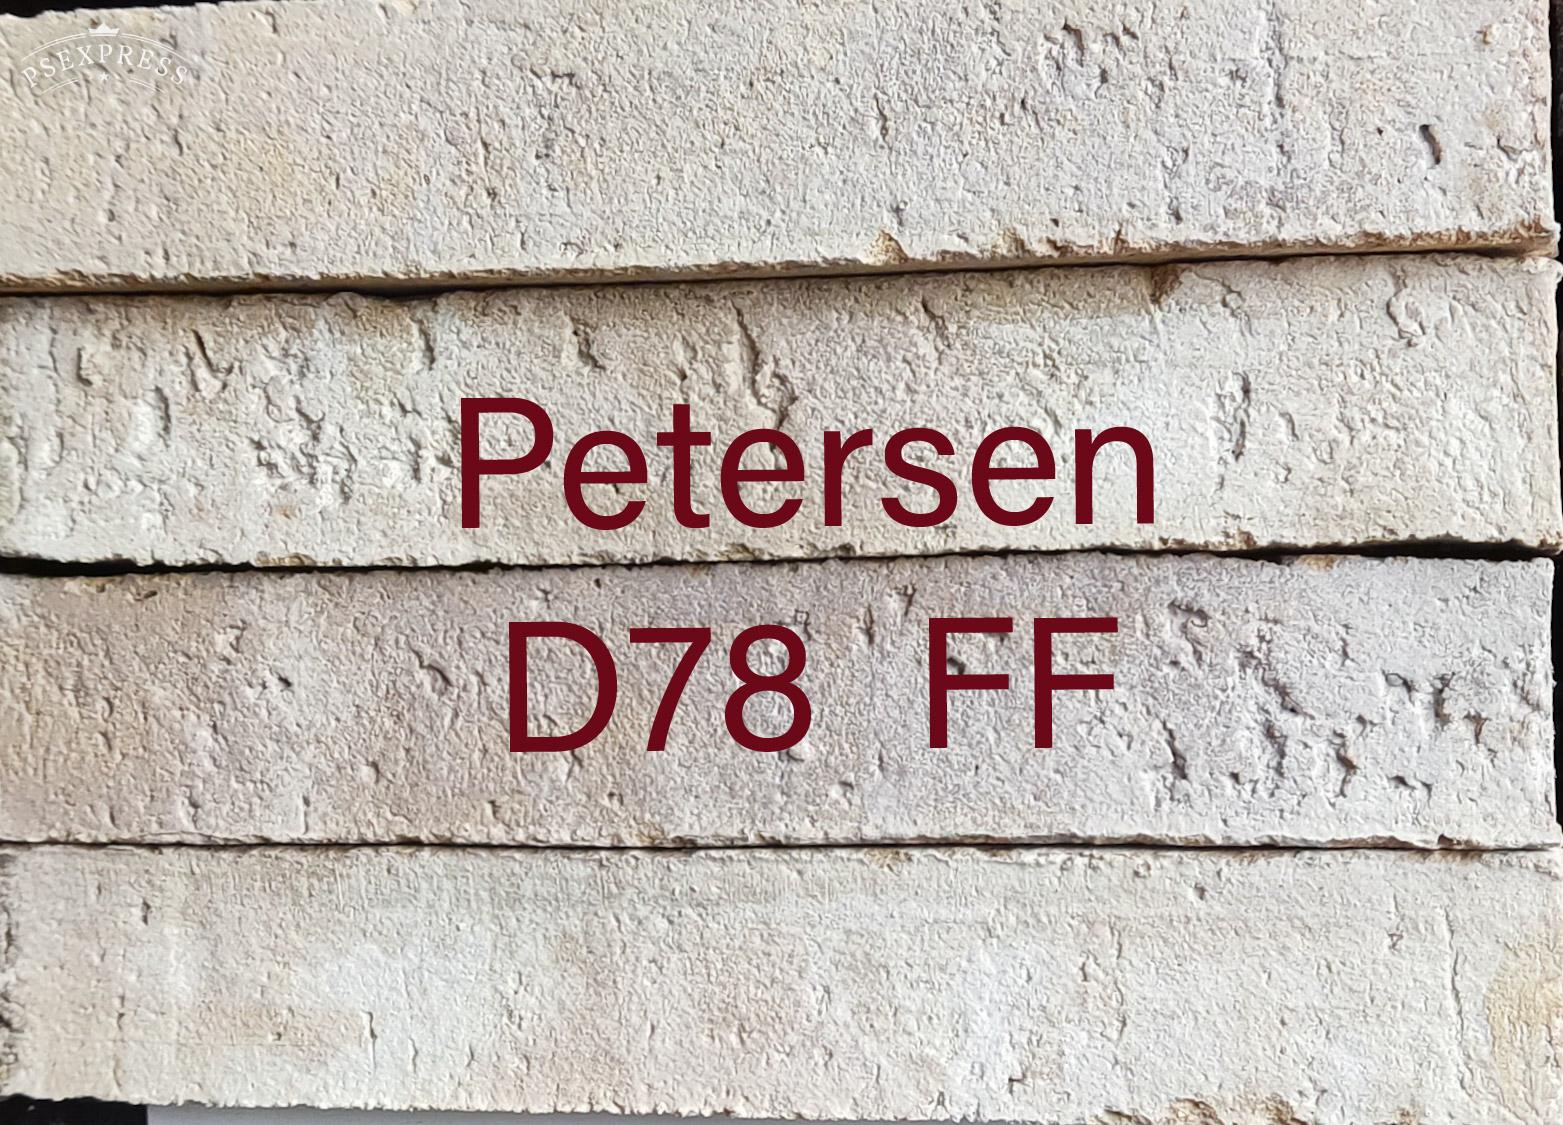 PSEXPRESS
Petersen
D78 FF